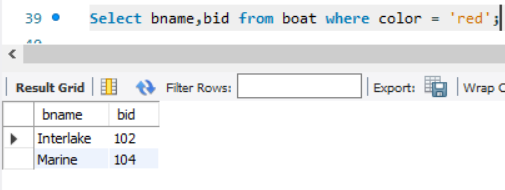 39 Select bname,bid from boat where color = 'red';
40
Result Grid Filter Rows: Export: Wrap C
bname bid
Interlake 102
Marine 104